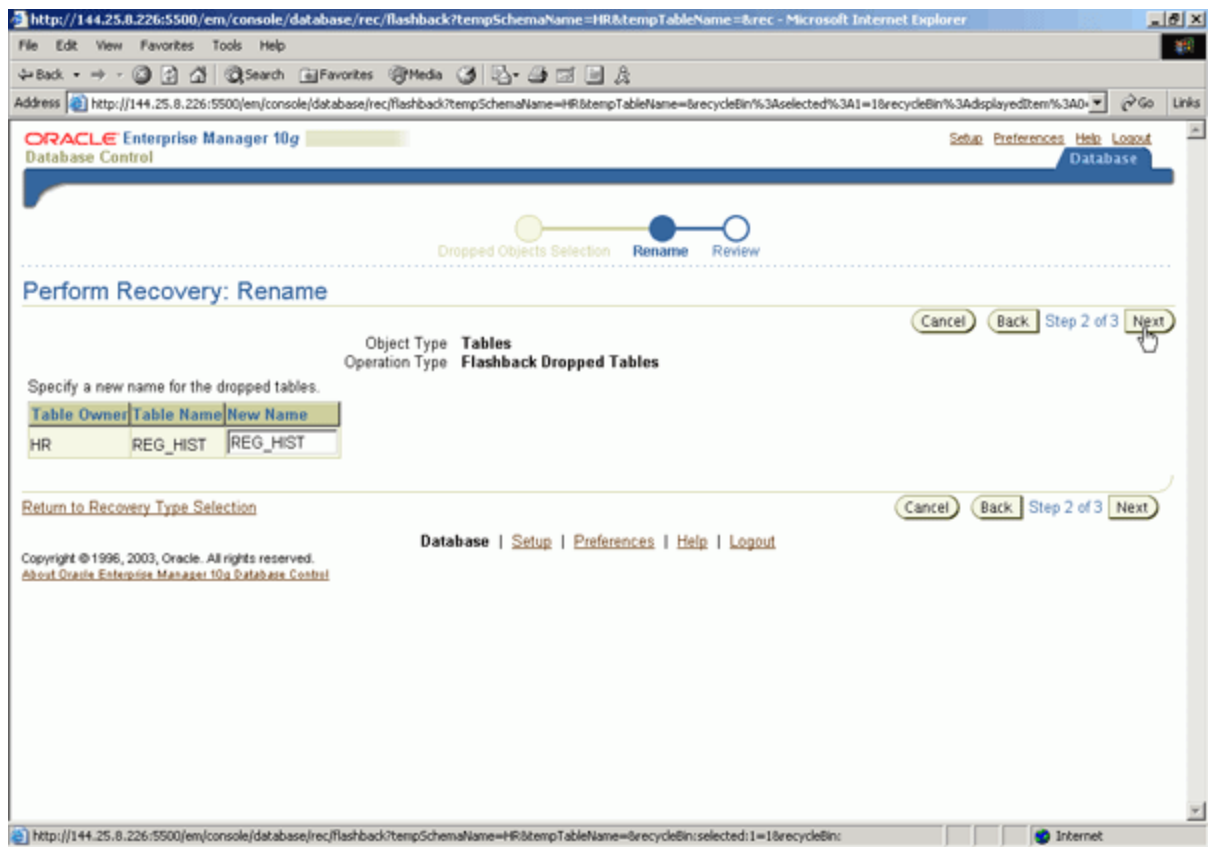 http://144.25.8.226:5500/em/console/database/rec/flashback?tempSchemaName=HR&tempTableName=&rec - Microsoft Internet Explorer
File Edit View Favorites Tools Help
Back Search Favorites Media
Address http://144.25.8.226:5500/em/console/database/rec/flashback?tempSchemaName=HR&tempTableName=&recycleBin%3Aselected%3A1=1&recycleBin%3AdisplayedItem%3A0 Go Links
ORACLE Enterprise Manager 10g
Database Control
Setup Preferences Help Logout
Database
Dropped Objects Selection Rename Review
Perform Recovery: Rename
Cancel Back Step 2 of 3 Next
Object Type Tables
Operation Type Flashback Dropped Tables
Specify a new name for the dropped tables.
Table Owner Table Name New Name
HR REG_HIST REG_HIST
Return to Recovery Type Selection
Cancel Back Step 2 of 3 Next
Database | Setup | Preferences | Help | Logout
Copyright © 1996, 2003, Oracle. All rights reserved.
About Oracle Enterprise Manager 10g Database Control
http://144.25.8.226:5500/em/console/database/rec/flashback?tempSchemaName=HR&tempTableName=&recycleBin:selected:1=1&recycleBin: Internet